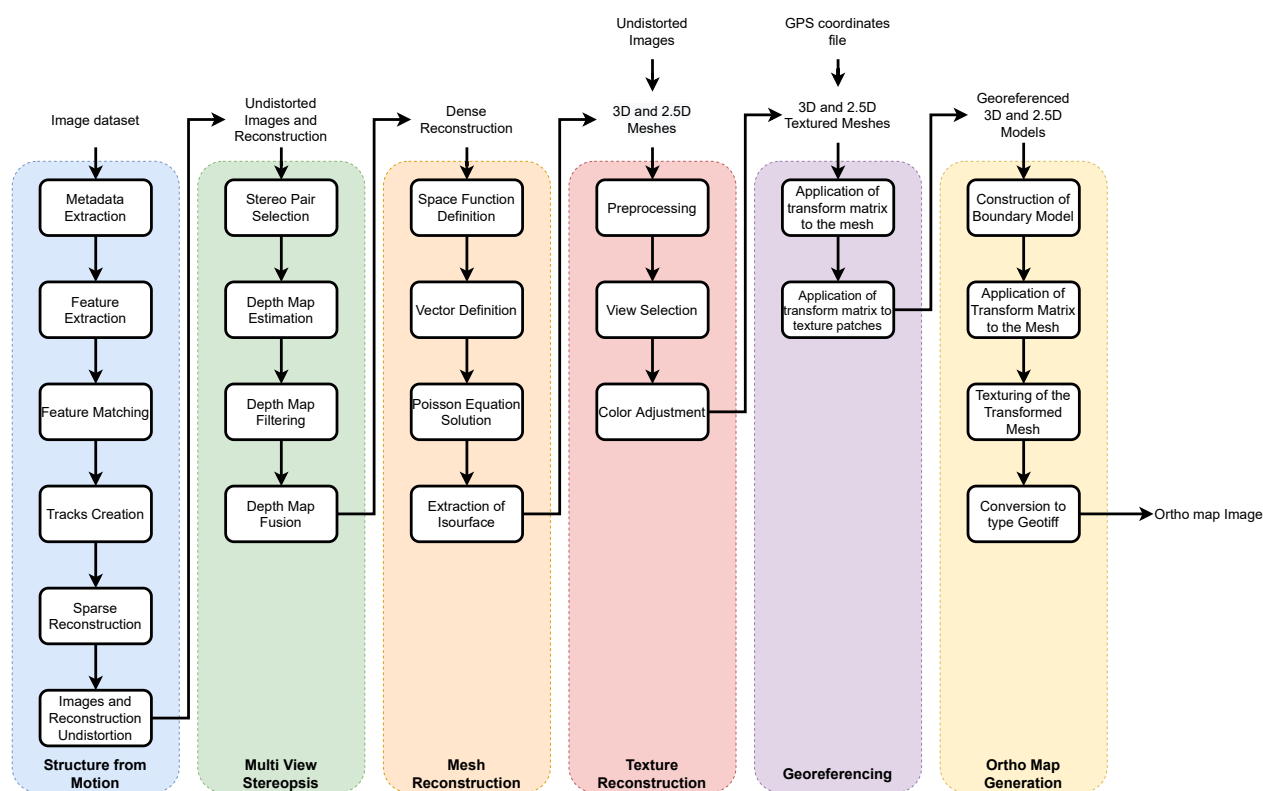 Image dataset
Metadata
Extraction
Feature
Extraction
Feature Matching
Tracks Creation
Sparse
Reconstruction
Images and
Reconstruction
Undistortion
Structure from
Motion
Undistorted
Images and
Reconstruction
Stereo Pair
Selection
Depth Map
Estimation
Depth Map
Filtering
Depth Map
Fusion
Multi View
Stereopsis
Dense
Reconstruction
Space Function
Definition
Vector Definition
Poisson Equation
Solution
Extraction of
Isourface
Mesh
Reconstruction
Undistorted
Images
3D and 2.5D
Meshes
Preprocessing
View Selection
Color Adjustment
Texture
Reconstruction
GPS coordinates
file
3D and 2.5D
Textured Meshes
Application of
transform matrix
to the mesh
Application of
transform matrix to
texture patches
Georeferencing
Georeferenced
3D and 2.5D
Models
Construction of
Boundary Model
Application of
Transform Matrix
to the Mesh
Texturing of the
Transformed
Mesh
Conversion to
type Geotiff
Ortho Map
Generation
Ortho map Image